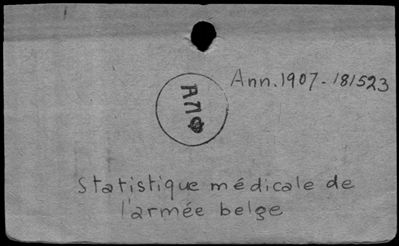 Ann. 1907 - 181523
Statistique médicale de
l'armée belge